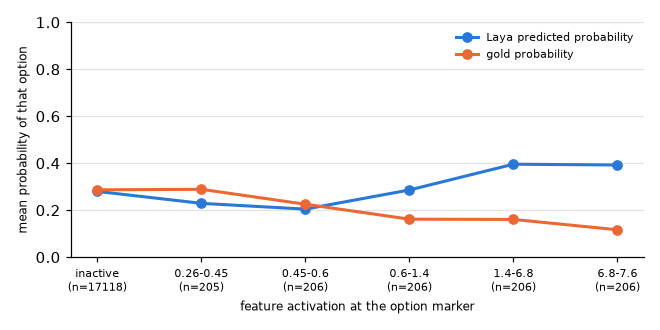 1.0
0.8
0.6
0.4
0.2
0.0
mean probability of that option
Laya predicted probability
gold probability
inactive
(n=17118)
0.26-0.45
(n=205)
0.45-0.6
(n=206)
0.6-1.4
(n=206)
1.4-6.8
(n=206)
6.8-7.6
(n=206)
feature activation at the option marker